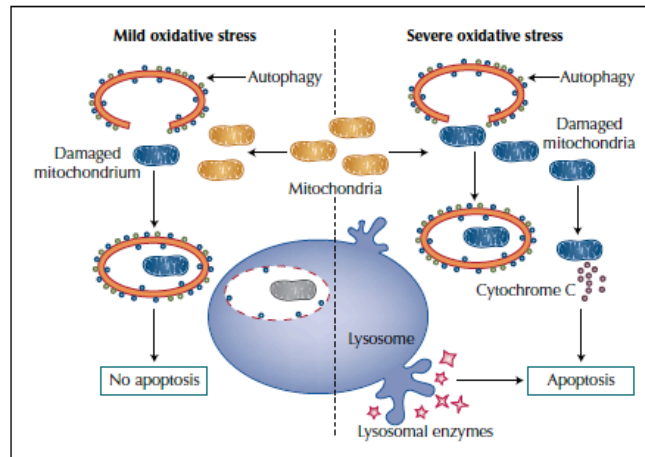 Mild oxidative stress
Severe oxidative stress
Autophagy
Autophagy
Damaged
mitochondrium
Mitochondria
Damaged
mitochondria
Cytochrome C
Lysosome
No apoptosis
Apoptosis
Lysosomal enzymes